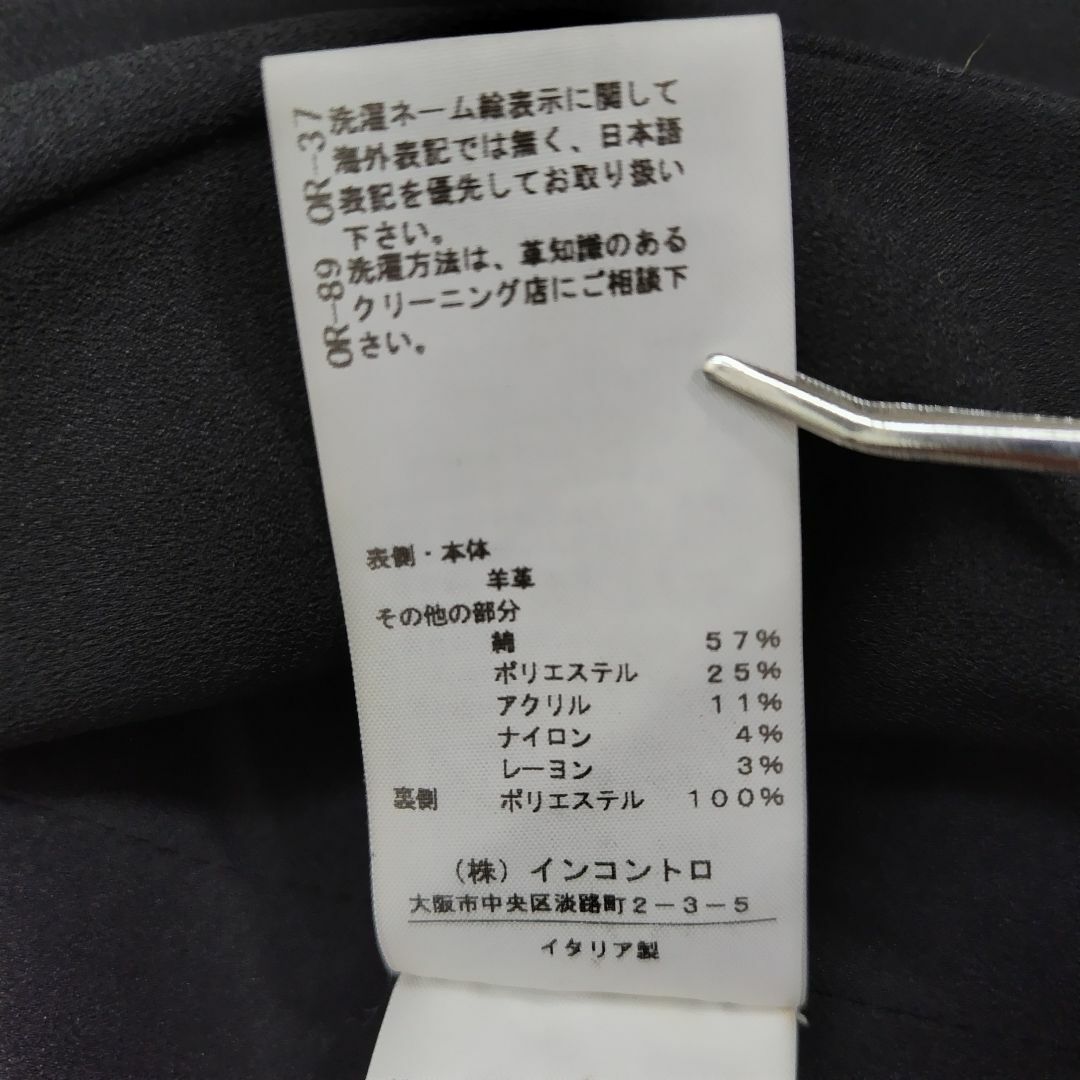 OR-37 洗濯ネーム絵表示に関して
海外表記では無く、日本語
表記を優先してお取り扱い
下さい。
OR-89 洗濯方法は、革知識のある
クリーニング店にご相談下
さい。
表側・本体
羊革
その他の部分
綿 57%
ポリエステル 25%
アクリル 11%
ナイロン 4%
レーヨン 3%
裏側 ポリエステル 100%
(株)インコントロ
大阪市中央区淡路町2-3-5
イタリア製